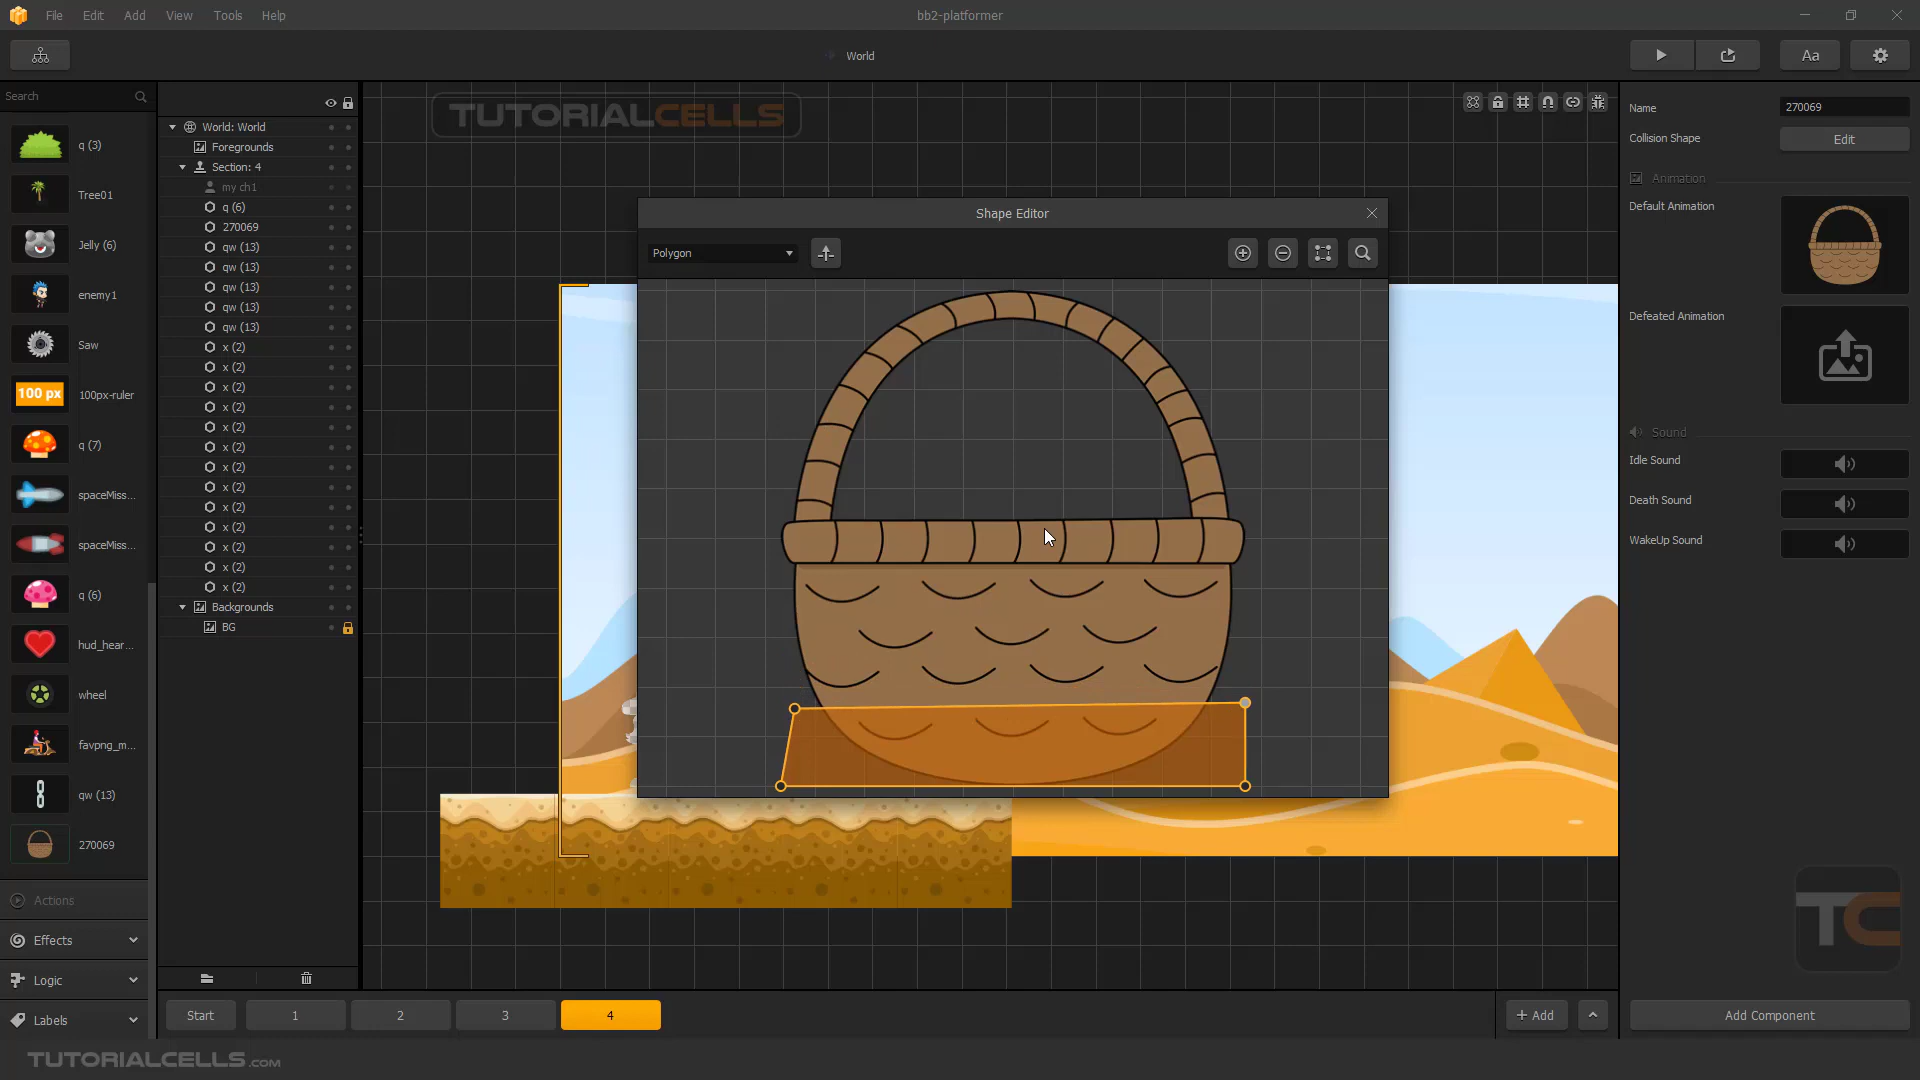 File Edit Add View Tools Help
bb2-platformer
World
Aa
Search
q (3)
Tree01
Jelly (6)
enemy1
Saw
100 px
100px-ruler
q (7)
spaceMiss...
spaceMiss...
q (6)
hud_hear...
wheel
favpng_m...
qw (13)
270069
Actions
Effects
Logic
Labels
World: World
Foregrounds
Section: 4
my ch1
q (6)
270069
qw (13)
qw (13)
qw (13)
qw (13)
qw (13)
x (2)
x (2)
x (2)
x (2)
x (2)
x (2)
x (2)
x (2)
x (2)
x (2)
x (2)
x (2)
x (2)
Backgrounds
BG
TUTORIALCELLS
Shape Editor
Polygon
Name
270069
Collision Shape
Edit
Animation
Default Animation
Defeated Animation
Sound
Idle Sound
Death Sound
WakeUp Sound
TC
Start
1
2
3
4
+ Add
Add Component
TUTORIALCELLS.COM